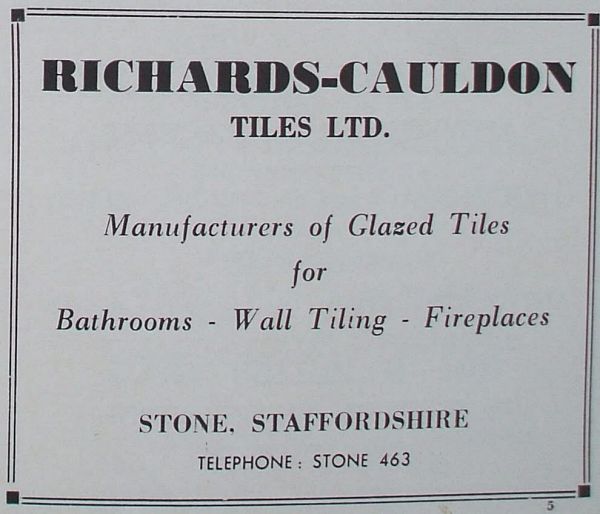 RICHARDS-CAULDON
TILES LTD.
Manufacturers of Glazed Tiles
for
Bathrooms - Wall Tiling - Fireplaces
STONE, STAFFORDSHIRE
TELEPHONE: STONE 463
5